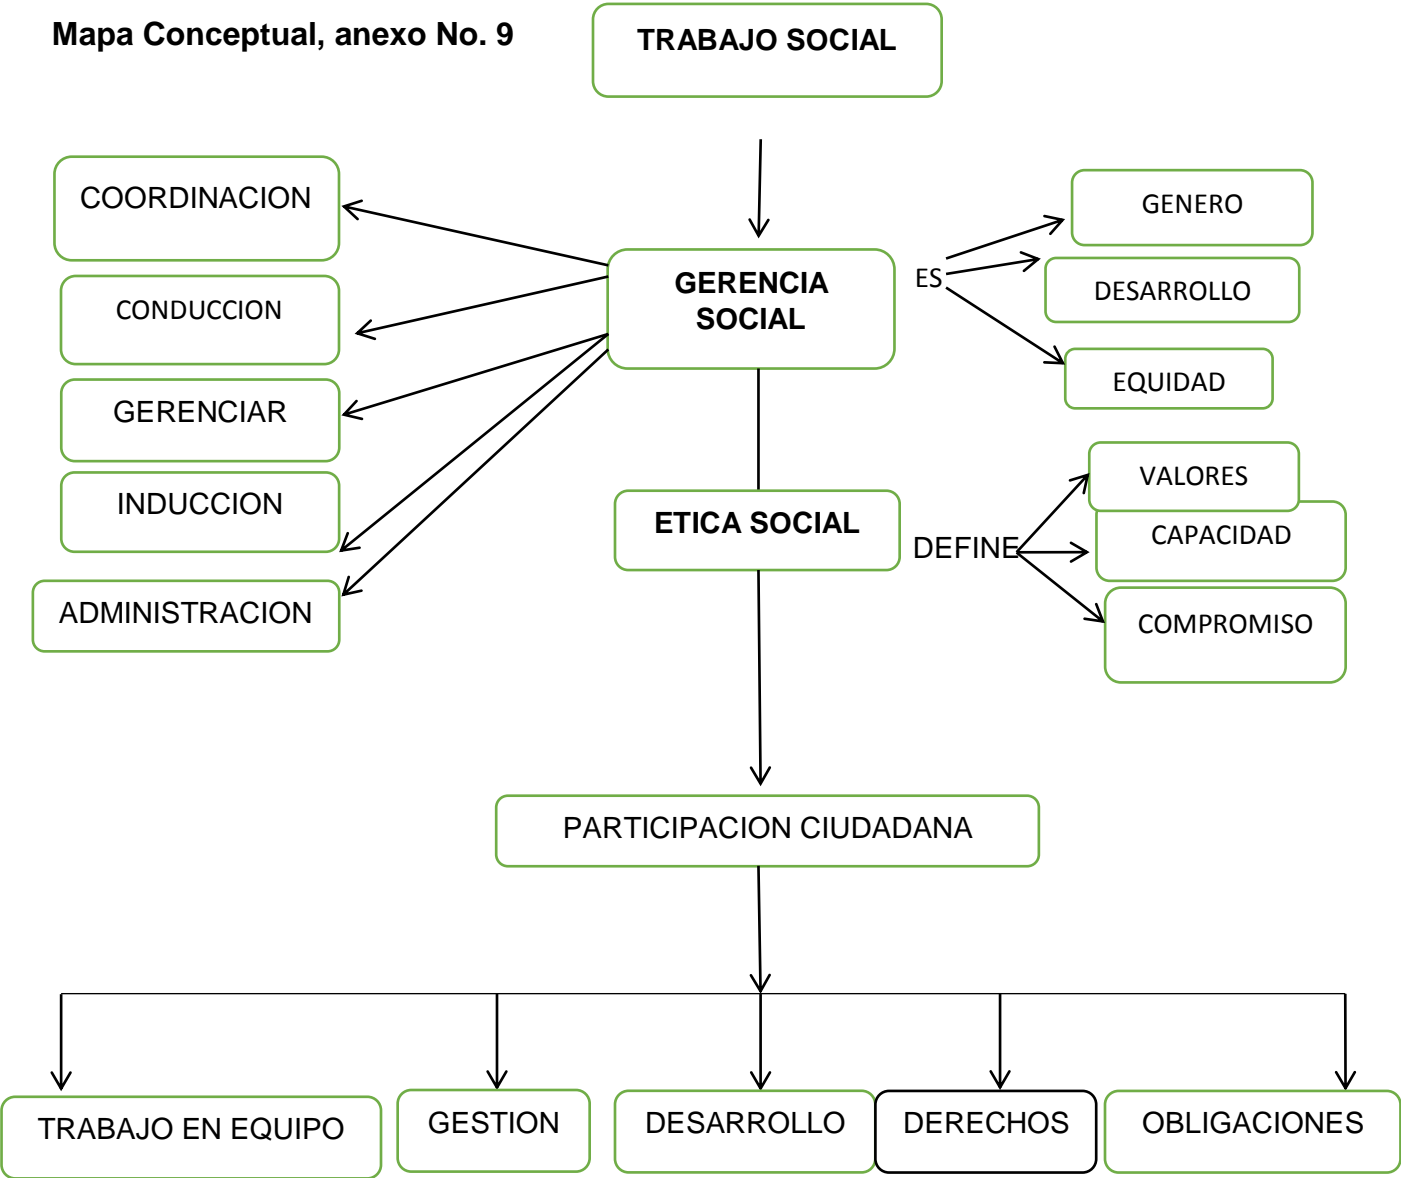 Mapa Conceptual, anexo No. 9
TRABAJO SOCIAL
COORDINACION
CONDUCCION
GERENCIAR
INDUCCION
ADMINISTRACION
GERENCIA
SOCIAL
ES
GENERO
DESARROLLO
EQUIDAD
ETICA SOCIAL
DEFINE
VALORES
CAPACIDAD
COMPROMISO
PARTICIPACION CIUDADANA
TRABAJO EN EQUIPO
GESTION
DESARROLLO
DERECHOS
OBLIGACIONES